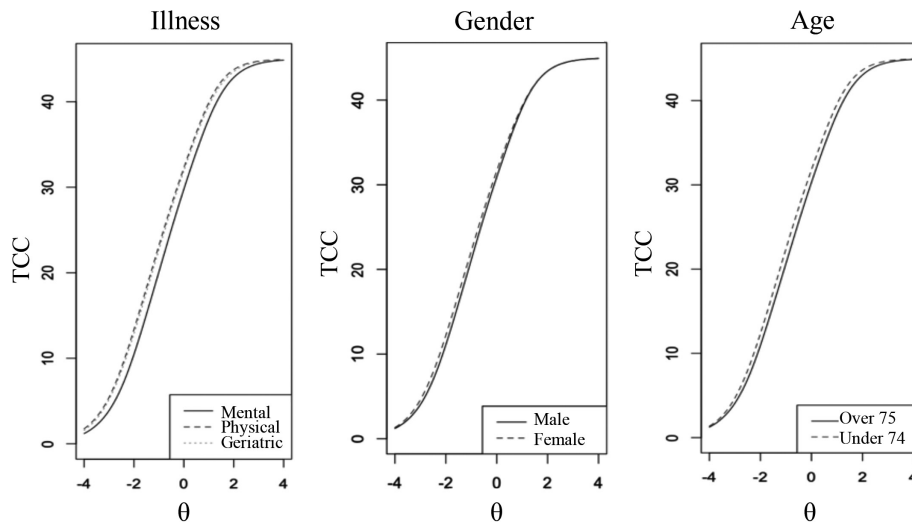 Illness
TCC
40
30
20
10
0
Mental
Physical
Geriatric
-4 -2 0 2 4
θ
Gender
TCC
40
30
20
10
0
Male
Female
-4 -2 0 2 4
θ
Age
TCC
40
30
20
10
0
Over 75
Under 74
-4 -2 0 2 4
θ